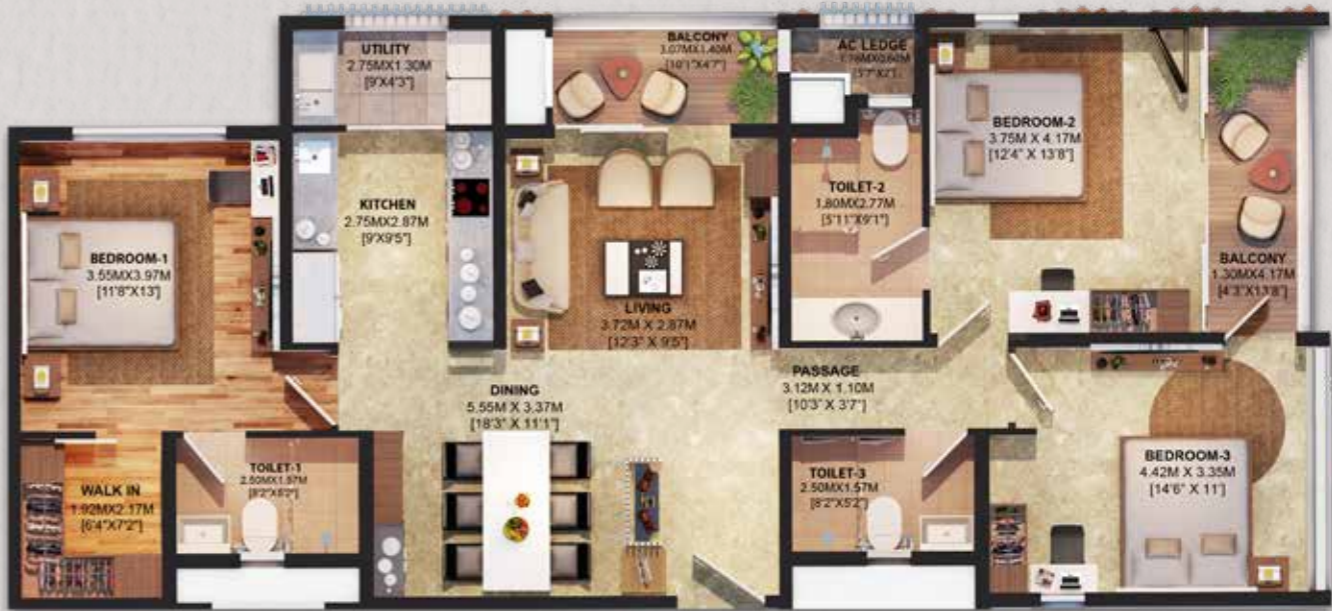 UTILITY
2.75MX1.30M
[9'X4'3"]
BALCONY
3.07MX1.40M
[10'1"X4'7"]
AC LEDGE
BEDROOM-2
3.75M X 4.17M
[12'4" X 13'8"]
KITCHEN
2.75MX2.87M
[9'X9'5"]
TOILET-2
1.80MX2.77M
[5'11"X9'1"]
BEDROOM-1
3.55MX3.97M
[11'8"X13']
BALCONY
1.30MX4.17M
[4'3"X13'8"]
LIVING
3.72M X 2.87M
[12'3" X 9'5"]
PASSAGE
3.12M X 1.10M
[10'3" X 3'7"]
DINING
5.55M X 3.37M
[18'3" X 11'1"]
BEDROOM-3
4.42M X 3.35M
[14'6" X 11']
TOILET-1
2.50MX1.57M
TOILET-3
2.50MX1.57M
[8'2"X5'2"]
WALK IN
1.92MX2.17M
[6'4"X7'2"]